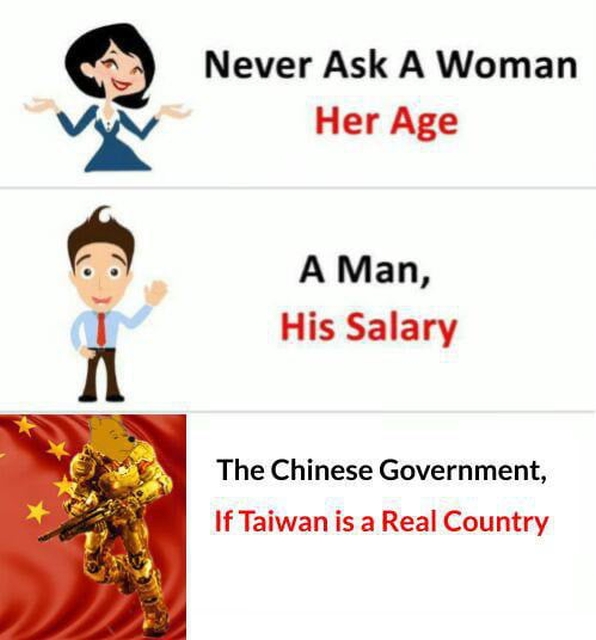 Never Ask A Woman
Her Age
A Man,
His Salary
The Chinese Government,
If Taiwan is a Real Country